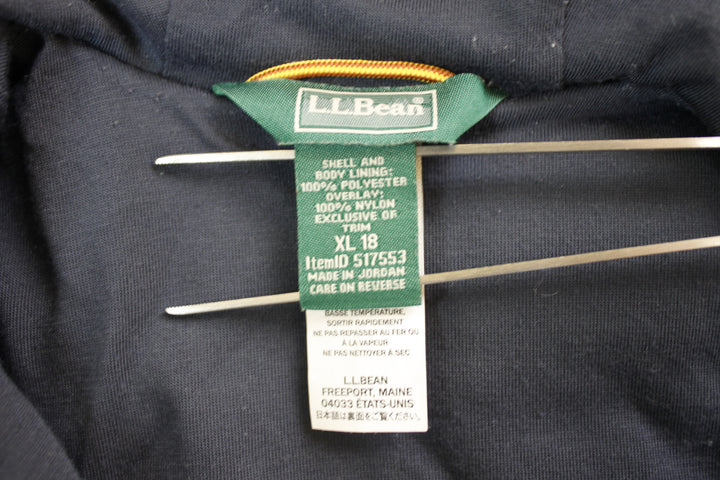 L.L.Bean®
SHELL AND
BODY LINING:
100% POLYESTER
OVERLAY:
100% NYLON
EXCLUSIVE OF
TRIM
XL 18
ItemID 517553
MADE IN JORDAN
CARE ON REVERSE
BASSE TEMPÉRATURE.
SORTIR RAPIDEMENT
NE PAS REPASSER AU FER OU
À LA VAPEUR
NE PAS NETTOYER À SEC
L.L.BEAN
FREEPORT, MAINE
04033 ÉTATS-UNIS
日本語は裏面をご覧ください。